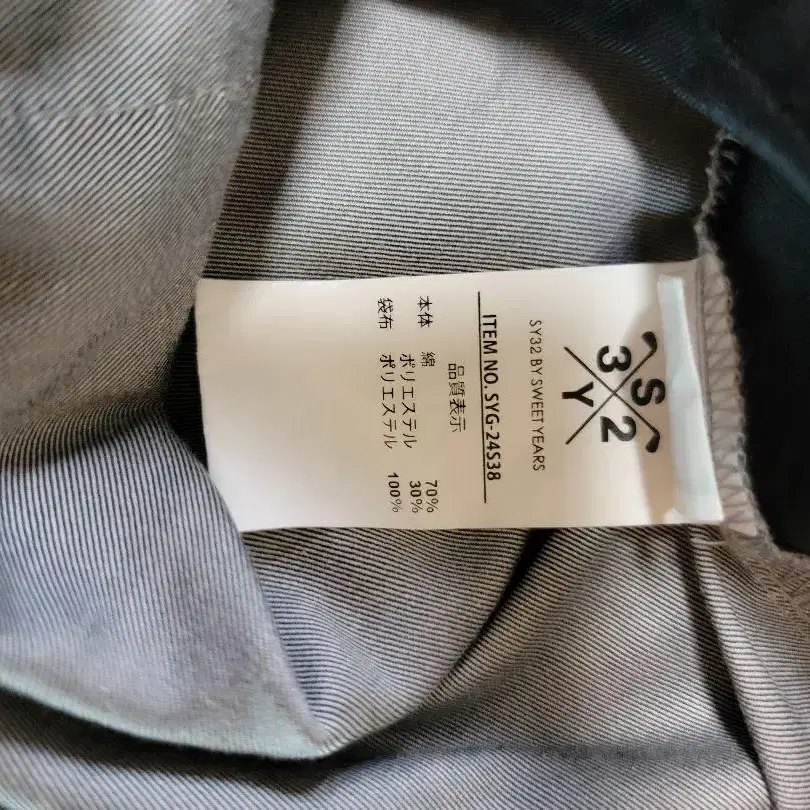 S
3 2
Y
SY32 BY SWEET YEARS
ITEM NO. SYG-24S38
品質表示
本体 綿 70%
ポリエステル 30%
袋布 ポリエステル 100%